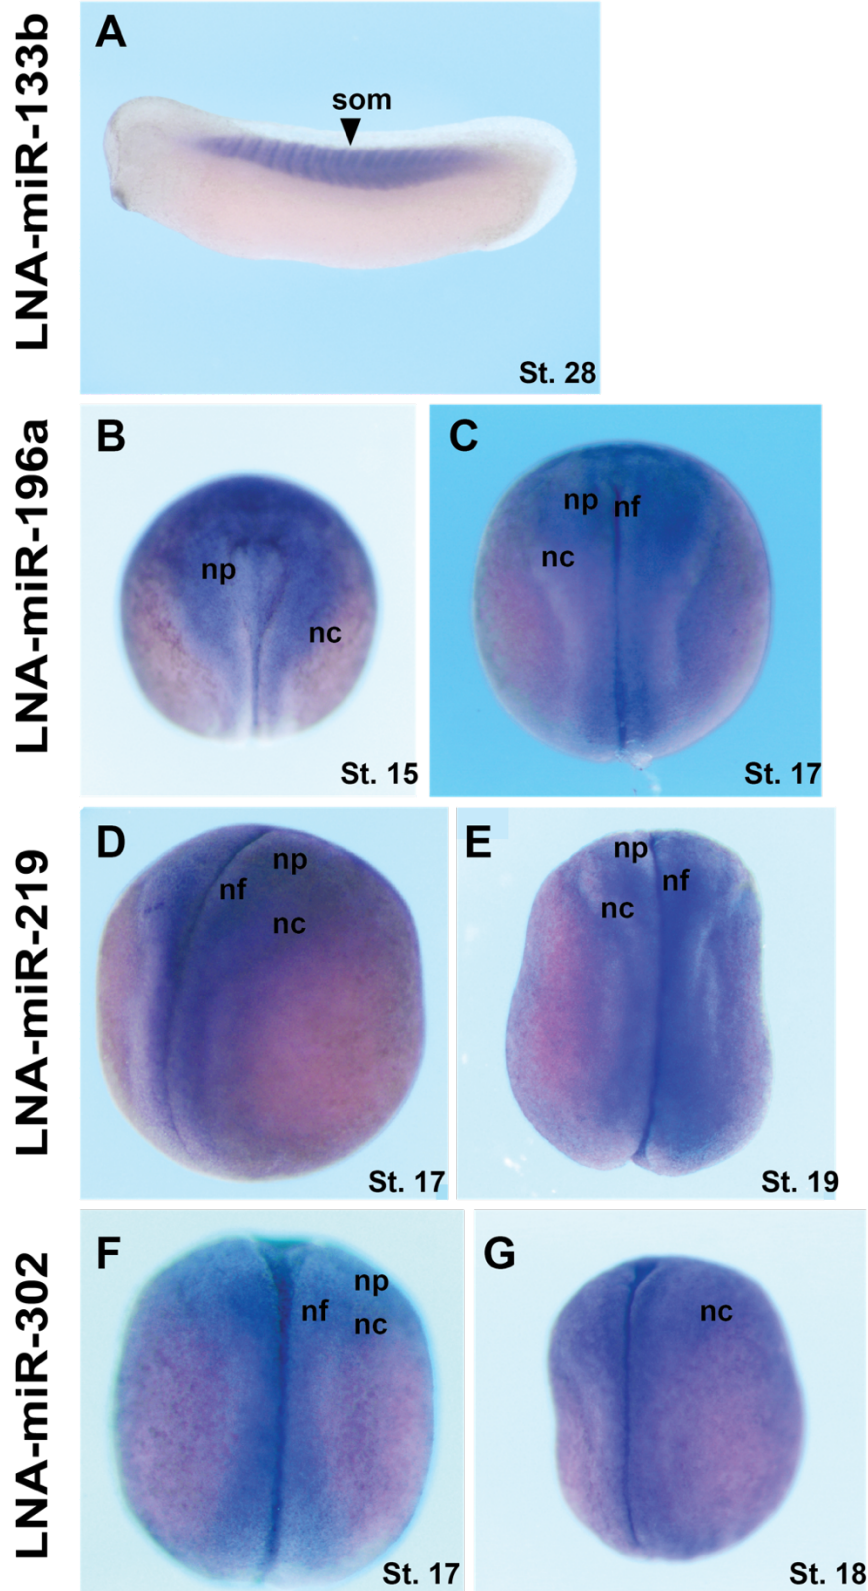 LNA-miR-133b
A
som
St. 28
LNA-miR-196a
B
np
nc
St. 15
C
np nf
nc
St. 17
LNA-miR-219
D
np
nf
nc
St. 17
E
np
nf
nc
St. 19
LNA-miR-302
F
np
nf
nc
St. 17
G
nc
St. 18